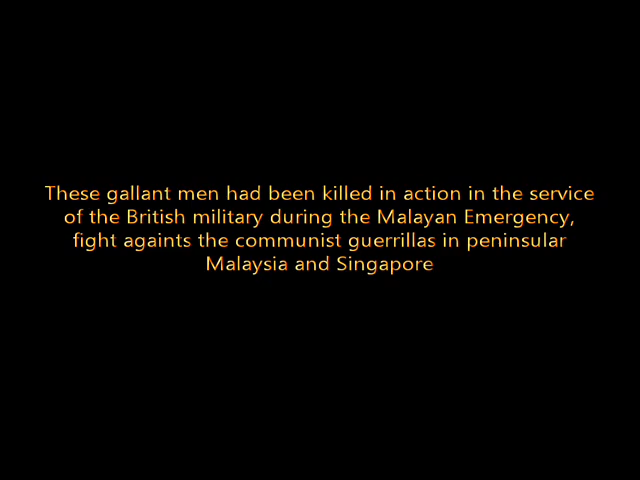 These gallant men had been killed in action in the service
of the British military during the Malayan Emergency,
fight againts the communist guerrillas in peninsular
Malaysia and Singapore